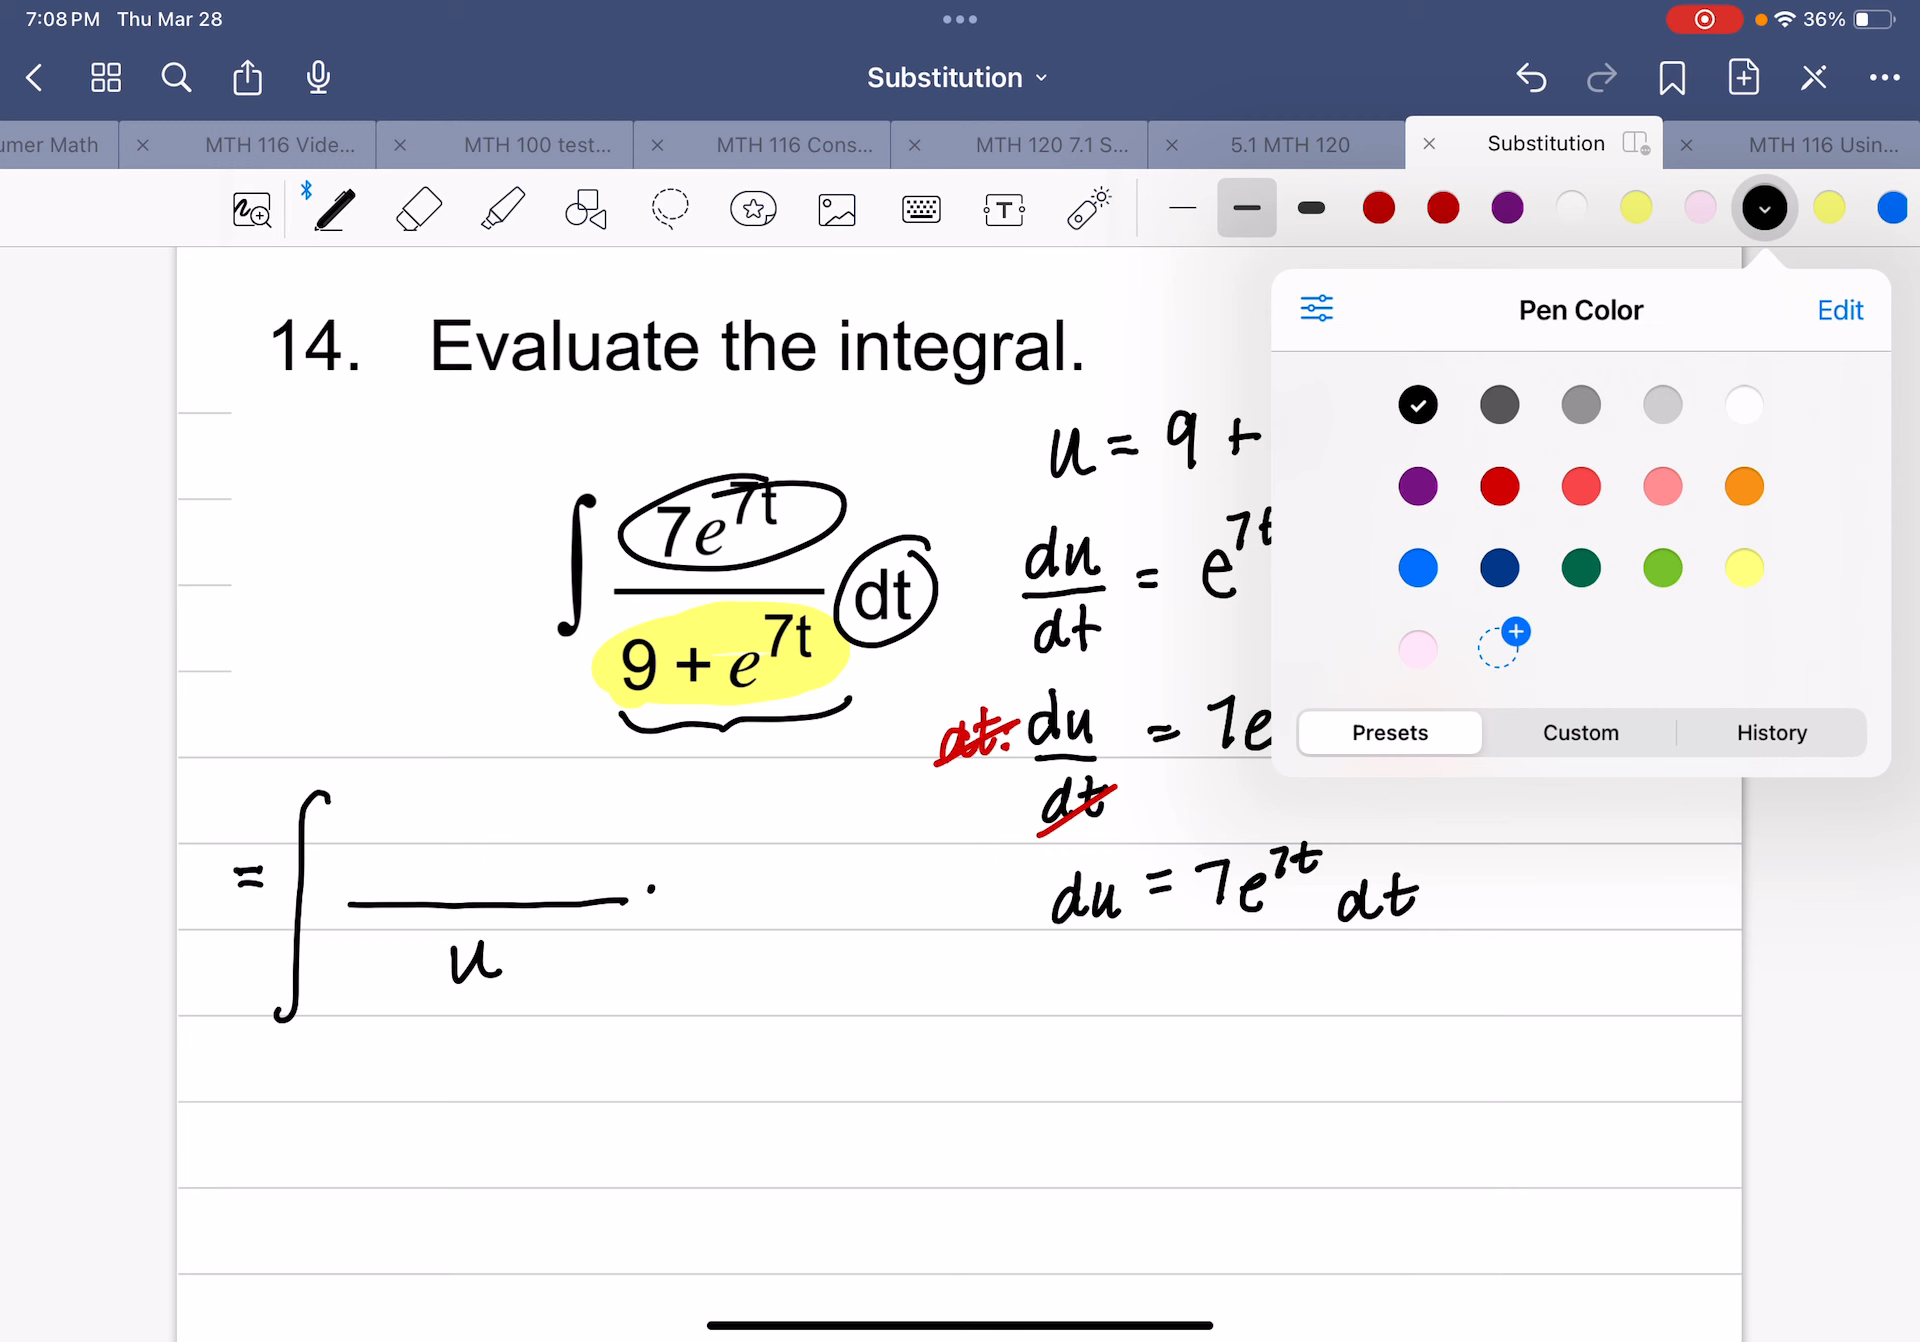 7:08 PM Thu Mar 28 36%
Substitution
umer Math MTH 116 Vide... MTH 100 test... MTH 116 Cons... MTH 120 7.1 S... 5.1 MTH 120 Substitution MTH 116 Usin...
T
Pen Color Edit
Presets Custom History
14. Evaluate the integral.
∫ 7e^7t / 9 + e^7t dt
u = 9 +
du/dt = e^7t
dt · du/dt = 7e
du = 7e^7t dt
= ∫ / u ·